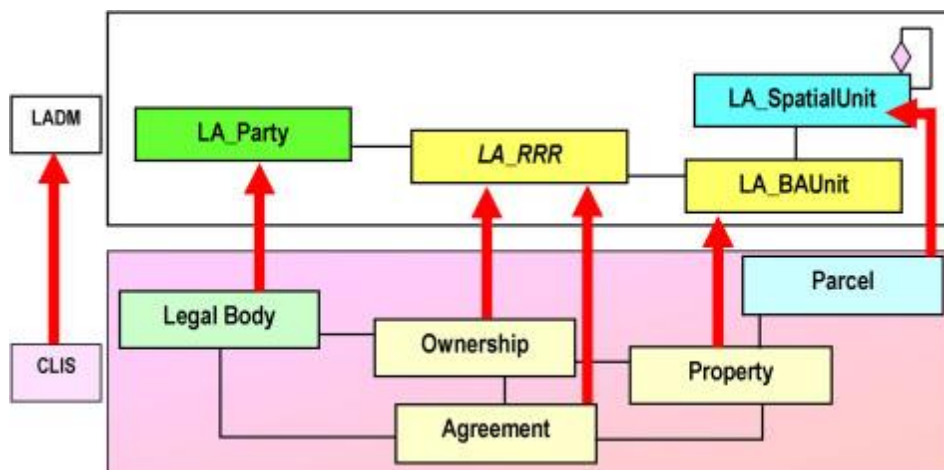 LA_SpatialUnit
LADM
LA_Party
LA_RRR
LA_BAUnit
Parcel
Legal Body
Ownership
CLIS
Property
Agreement